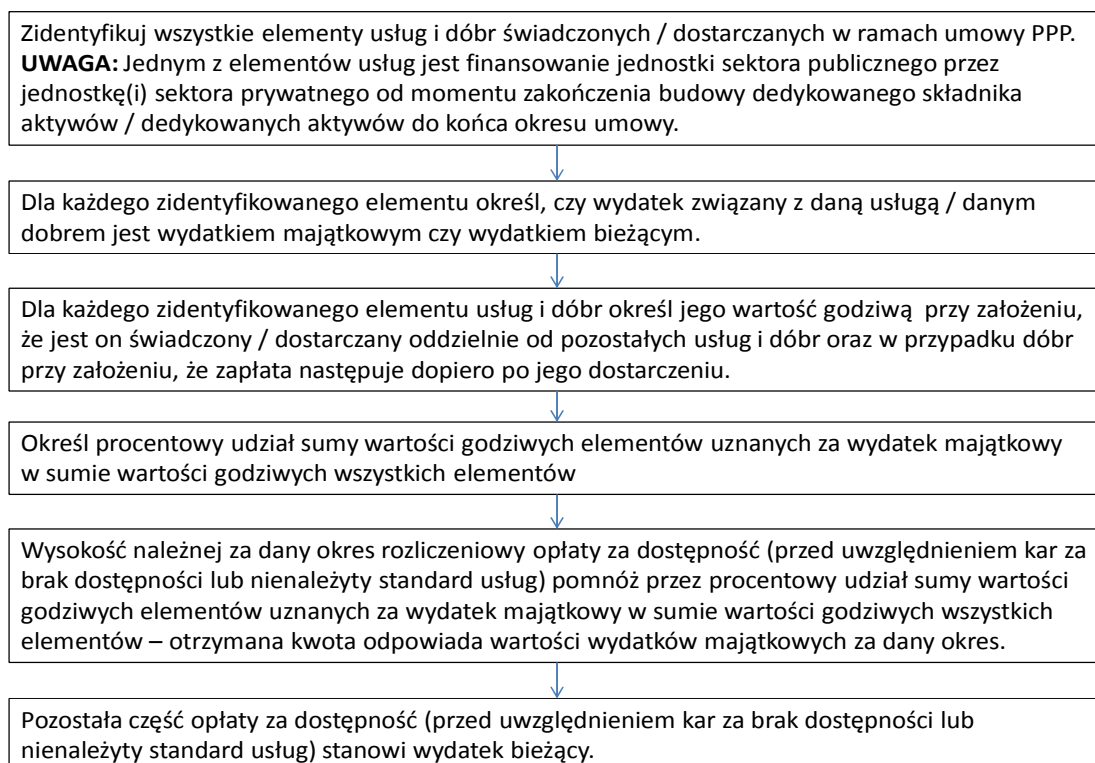 Zidentyfikuj wszystkie elementy usług i dóbr świadczonych / dostarczanych w ramach umowy PPP.
UWAGA: Jednym z elementów usług jest finansowanie jednostki sektora publicznego przez
jednostkę(i) sektora prywatnego od momentu zakończenia budowy dedykowanego składnika
aktywów / dedykowanych aktywów do końca okresu umowy.
Dla każdego zidentyfikowanego elementu określ, czy wydatek związany z daną usługą / danym
dobrem jest wydatkiem majątkowym czy wydatkiem bieżącym.
Dla każdego zidentyfikowanego elementu usług i dóbr określ jego wartość godziwą przy założeniu,
że jest on świadczony / dostarczany oddzielnie od pozostałych usług i dóbr oraz w przypadku dóbr
przy założeniu, że zapłata następuje dopiero po jego dostarczeniu.
Określ procentowy udział sumy wartości godziwych elementów uznanych za wydatek majątkowy
w sumie wartości godziwych wszystkich elementów
Wysokość należnej za dany okres rozliczeniowy opłaty za dostępność (przed uwzględnieniem kar za
brak dostępności lub nienależyty standard usług) pomnóż przez procentowy udział sumy wartości
godziwych elementów uznanych za wydatek majątkowy w sumie wartości godziwych wszystkich
elementów – otrzymana kwota odpowiada wartości wydatków majątkowych za dany okres.
Pozostała część opłaty za dostępność (przed uwzględnieniem kar za brak dostępności lub
nienależyty standard usług) stanowi wydatek bieżący.